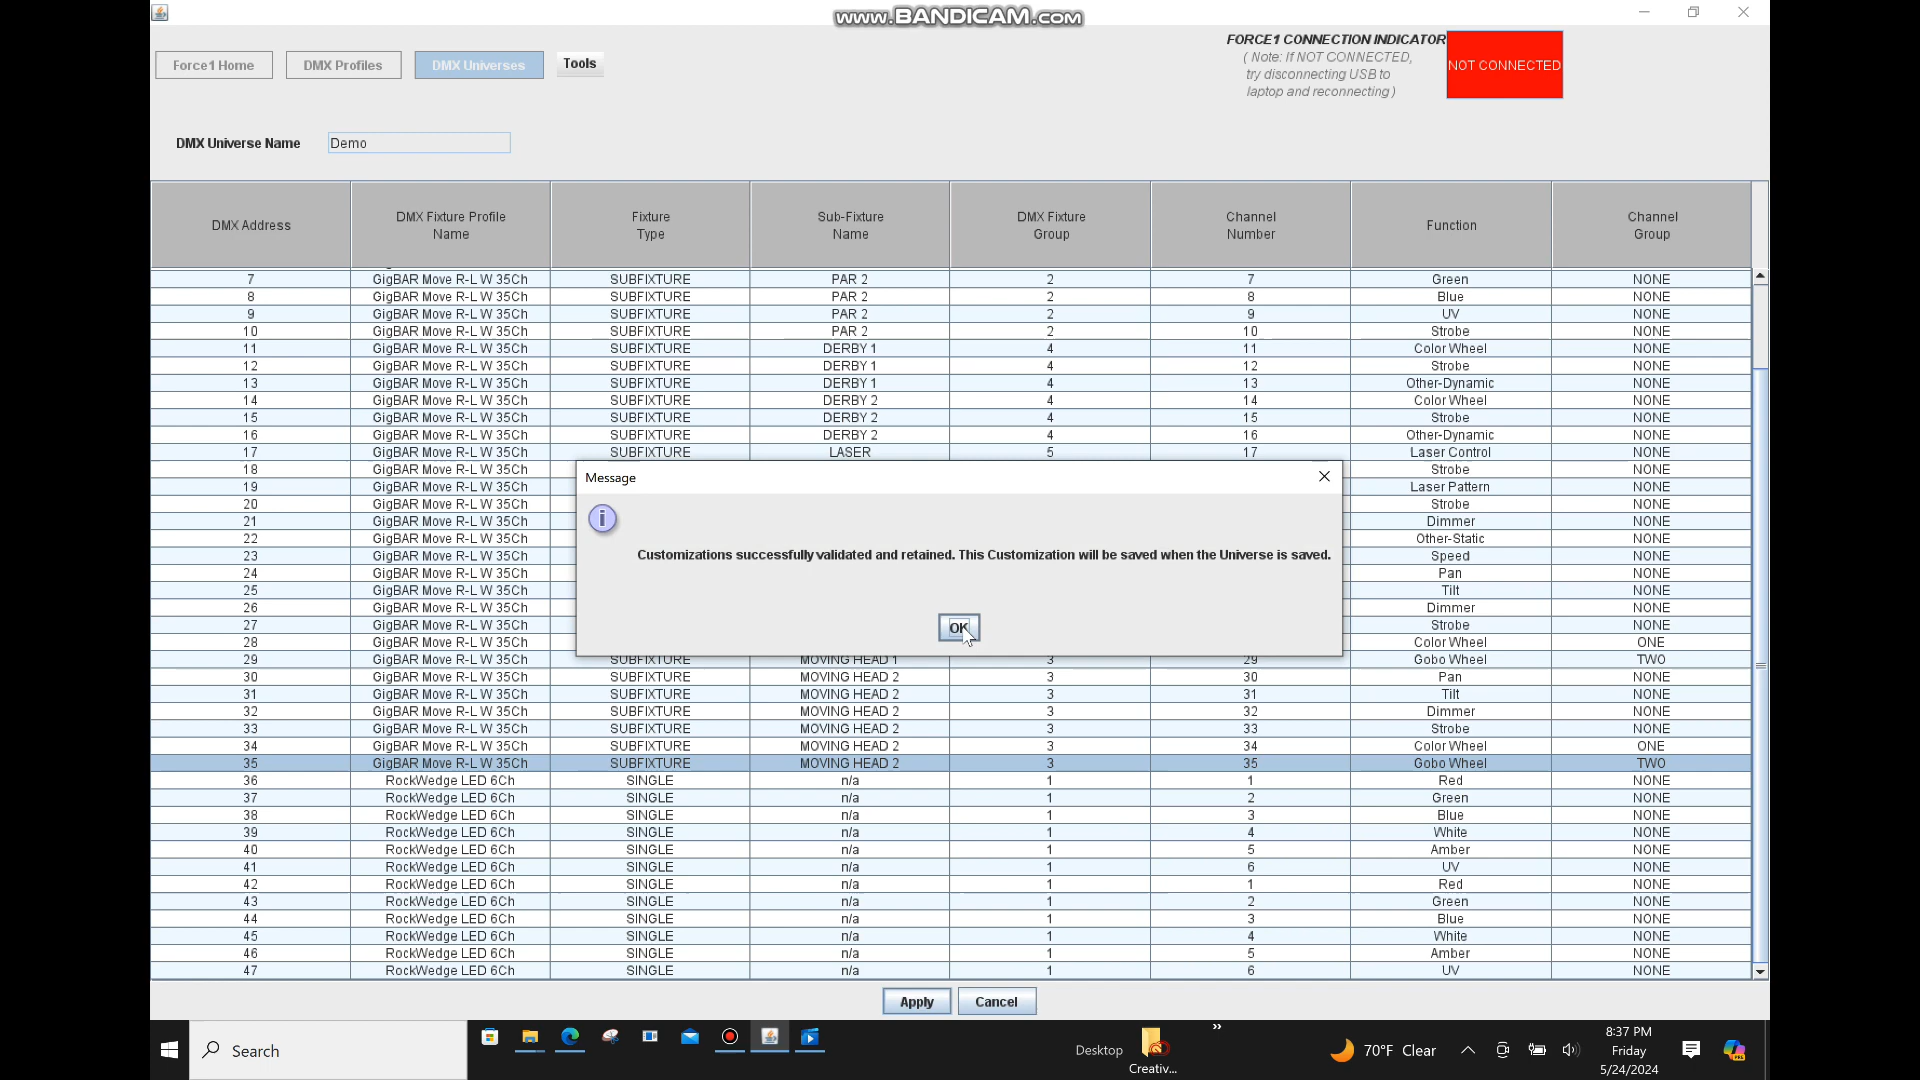 www.BANDICAM.com
Force1 Home DMX Profiles DMX Universes Tools
FORCE1 CONNECTION INDICATOR
( Note: If NOT CONNECTED,
try disconnecting USB to
laptop and reconnecting )
NOT CONNECTED
DMX Universe Name Demo
DMX Address DMX Fixture Profile Name Fixture Type Sub-Fixture Name DMX Fixture Group Channel Number Function Channel Group
7 GigBAR Move R-L W 35Ch SUBFIXTURE PAR 2 2 7 Green NONE
8 GigBAR Move R-L W 35Ch SUBFIXTURE PAR 2 2 8 Blue NONE
9 GigBAR Move R-L W 35Ch SUBFIXTURE PAR 2 2 9 UV NONE
10 GigBAR Move R-L W 35Ch SUBFIXTURE PAR 2 2 10 Strobe NONE
11 GigBAR Move R-L W 35Ch SUBFIXTURE DERBY 1 4 11 Color Wheel NONE
12 GigBAR Move R-L W 35Ch SUBFIXTURE DERBY 1 4 12 Strobe NONE
13 GigBAR Move R-L W 35Ch SUBFIXTURE DERBY 1 4 13 Other-Dynamic NONE
14 GigBAR Move R-L W 35Ch SUBFIXTURE DERBY 2 4 14 Color Wheel NONE
15 GigBAR Move R-L W 35Ch SUBFIXTURE DERBY 2 4 15 Strobe NONE
16 GigBAR Move R-L W 35Ch SUBFIXTURE DERBY 2 4 16 Other-Dynamic NONE
17 GigBAR Move R-L W 35Ch SUBFIXTURE LASER 5 17 Laser Control NONE
18 GigBAR Move R-L W 35Ch Strobe NONE
19 GigBAR Move R-L W 35Ch Laser Pattern NONE
20 GigBAR Move R-L W 35Ch Strobe NONE
21 GigBAR Move R-L W 35Ch Dimmer NONE
22 GigBAR Move R-L W 35Ch Other-Static NONE
23 GigBAR Move R-L W 35Ch Speed NONE
24 GigBAR Move R-L W 35Ch Pan NONE
25 GigBAR Move R-L W 35Ch Tilt NONE
26 GigBAR Move R-L W 35Ch Dimmer NONE
27 GigBAR Move R-L W 35Ch Strobe NONE
28 GigBAR Move R-L W 35Ch Color Wheel ONE
Message
Customizations successfully validated and retained. This Customization will be saved when the Universe is saved.
OK
29 GigBAR Move R-L W 35Ch SUBFIXTURE MOVING HEAD 1 3 29 Gobo Wheel TWO
30 GigBAR Move R-L W 35Ch SUBFIXTURE MOVING HEAD 2 3 30 Pan NONE
31 GigBAR Move R-L W 35Ch SUBFIXTURE MOVING HEAD 2 3 31 Tilt NONE
32 GigBAR Move R-L W 35Ch SUBFIXTURE MOVING HEAD 2 3 32 Dimmer NONE
33 GigBAR Move R-L W 35Ch SUBFIXTURE MOVING HEAD 2 3 33 Strobe NONE
34 GigBAR Move R-L W 35Ch SUBFIXTURE MOVING HEAD 2 3 34 Color Wheel ONE
35 GigBAR Move R-L W 35Ch SUBFIXTURE MOVING HEAD 2 3 35 Gobo Wheel TWO
36 RockWedge LED 6Ch SINGLE n/a 1 1 Red NONE
37 RockWedge LED 6Ch SINGLE n/a 1 2 Green NONE
38 RockWedge LED 6Ch SINGLE n/a 1 3 Blue NONE
39 RockWedge LED 6Ch SINGLE n/a 1 4 White NONE
40 RockWedge LED 6Ch SINGLE n/a 1 5 Amber NONE
41 RockWedge LED 6Ch SINGLE n/a 1 6 UV NONE
42 RockWedge LED 6Ch SINGLE n/a 1 1 Red NONE
43 RockWedge LED 6Ch SINGLE n/a 1 2 Green NONE
44 RockWedge LED 6Ch SINGLE n/a 1 3 Blue NONE
45 RockWedge LED 6Ch SINGLE n/a 1 4 White NONE
46 RockWedge LED 6Ch SINGLE n/a 1 5 Amber NONE
47 RockWedge LED 6Ch SINGLE n/a 1 6 UV NONE
Apply Cancel
Search
Desktop
Creativ...
70°F Clear
8:37 PM
Friday
5/24/2024